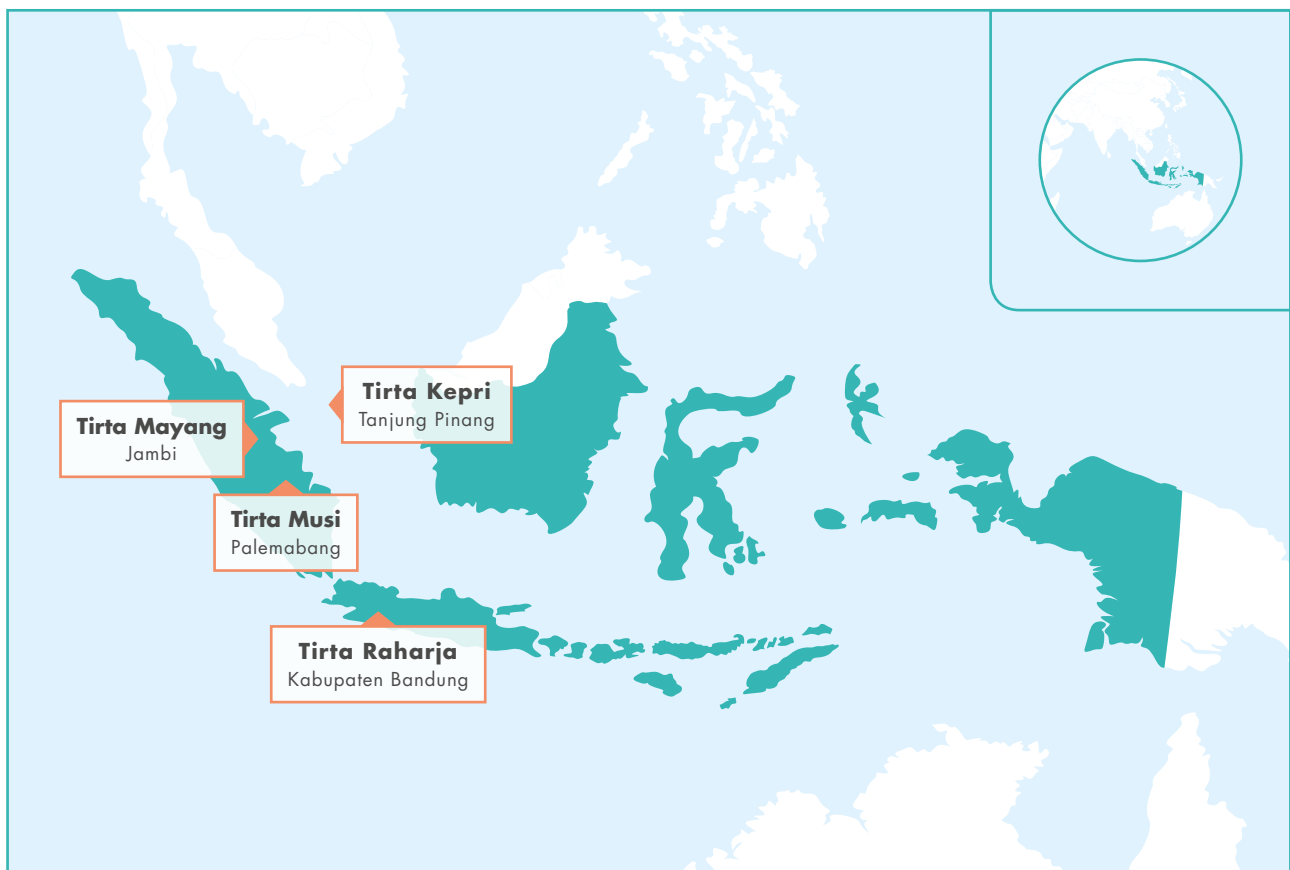 Tirta Kepri
Tanjung Pinang
Tirta Mayang
Jambi
Tirta Musi
Palemabang
Tirta Raharja
Kabupaten Bandung